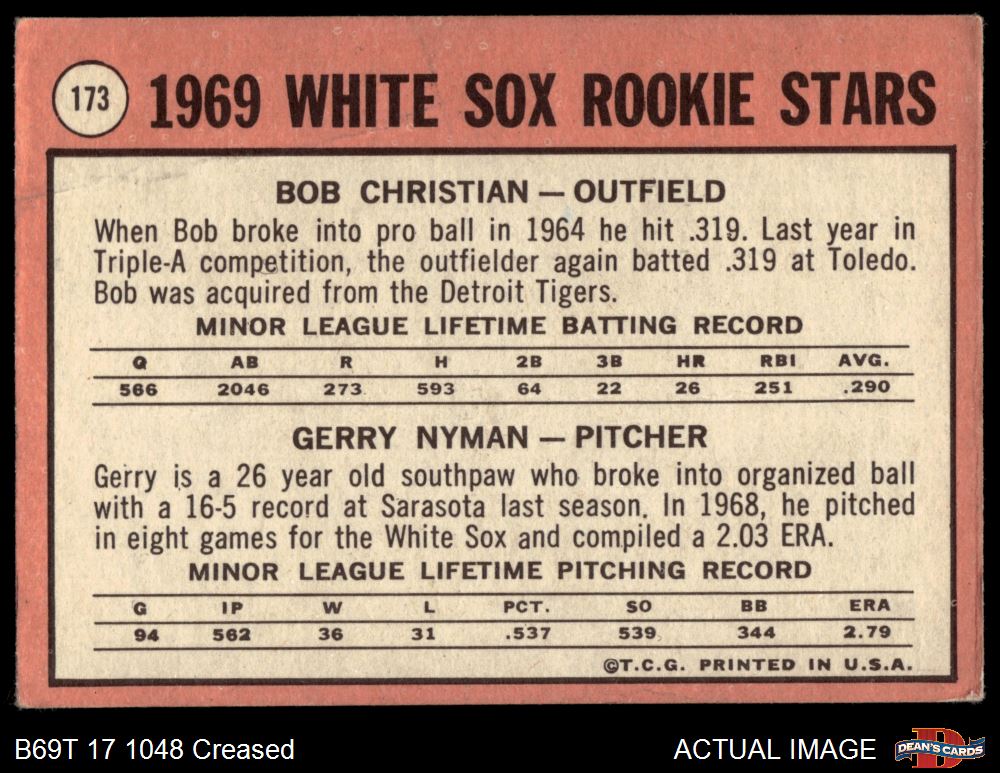 173
1969 WHITE SOX ROOKIE STARS
BOB CHRISTIAN — OUTFIELD
When Bob broke into pro ball in 1964 he hit .319. Last year in
Triple-A competition, the outfielder again batted .319 at Toledo.
Bob was acquired from the Detroit Tigers.
MINOR LEAGUE LIFETIME BATTING RECORD
G AB R H 2B 3B HR RBI AVG.
566 2046 273 593 64 22 26 251 .290
GERRY NYMAN — PITCHER
Gerry is a 26 year old southpaw who broke into organized ball
with a 16-5 record at Sarasota last season. In 1968, he pitched
in eight games for the White Sox and compiled a 2.03 ERA.
MINOR LEAGUE LIFETIME PITCHING RECORD
G IP W L PCT. SO BB ERA
94 562 36 31 .537 539 344 2.79
©T.C.G. PRINTED IN U.S.A.
B69T 17 1048 Creased
ACTUAL IMAGE
DEAN'S CARDS